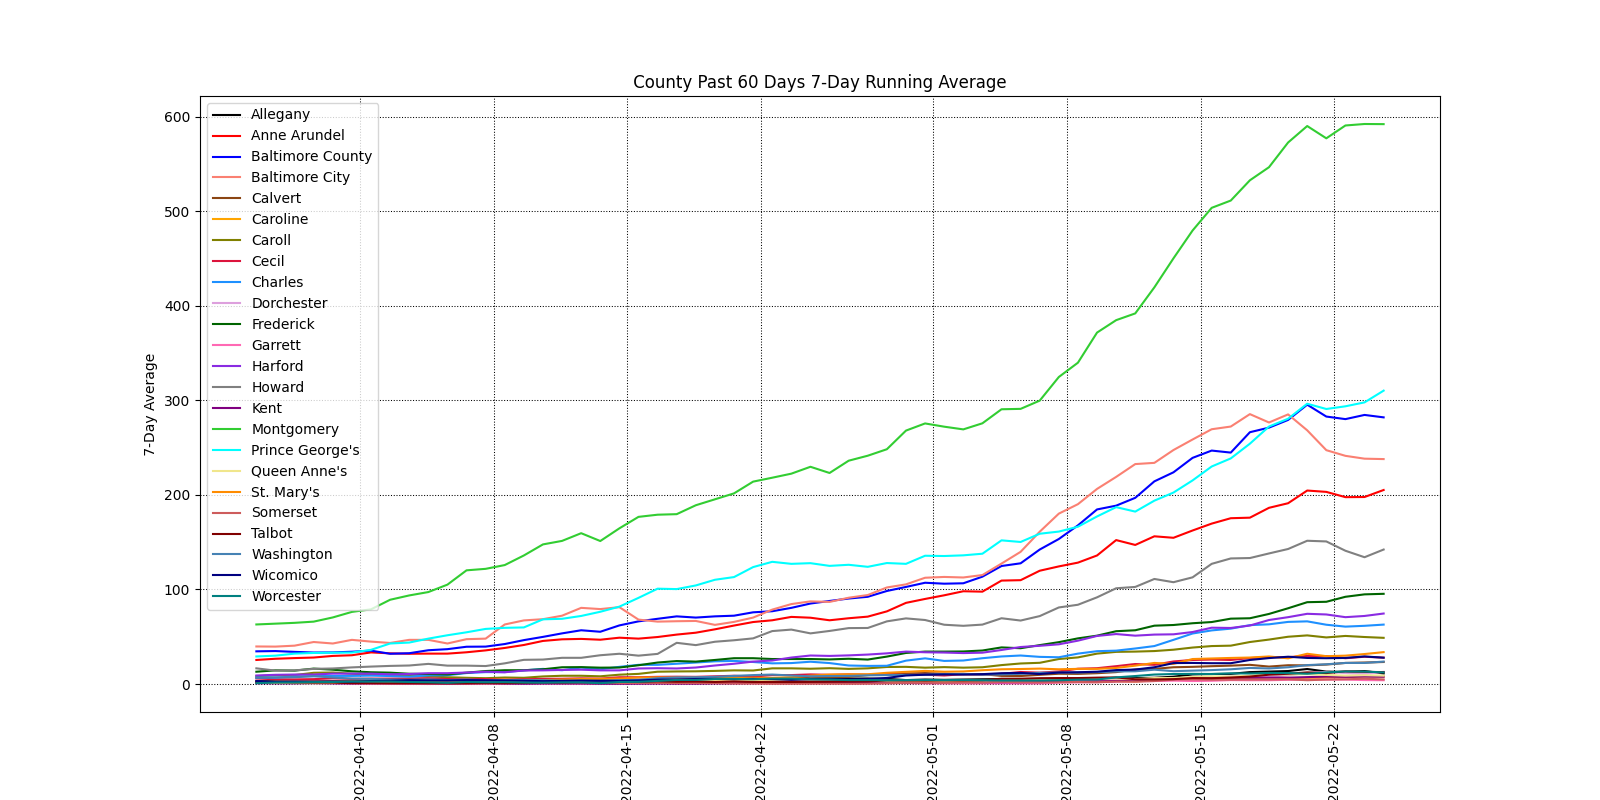 County Past 60 Days 7-Day Running Average
600
500
400
300
200
100
0
7-Day Average
Allegany
Anne Arundel
Baltimore County
Baltimore City
Calvert
Caroline
Caroll
Cecil
Charles
Dorchester
Frederick
Garrett
Harford
Howard
Kent
Montgomery
Prince George's
Queen Anne's
St. Mary's
Somerset
Talbot
Washington
Wicomico
Worcester
2022-04-01
2022-04-08
2022-04-15
2022-04-22
2022-05-01
2022-05-08
2022-05-15
2022-05-22